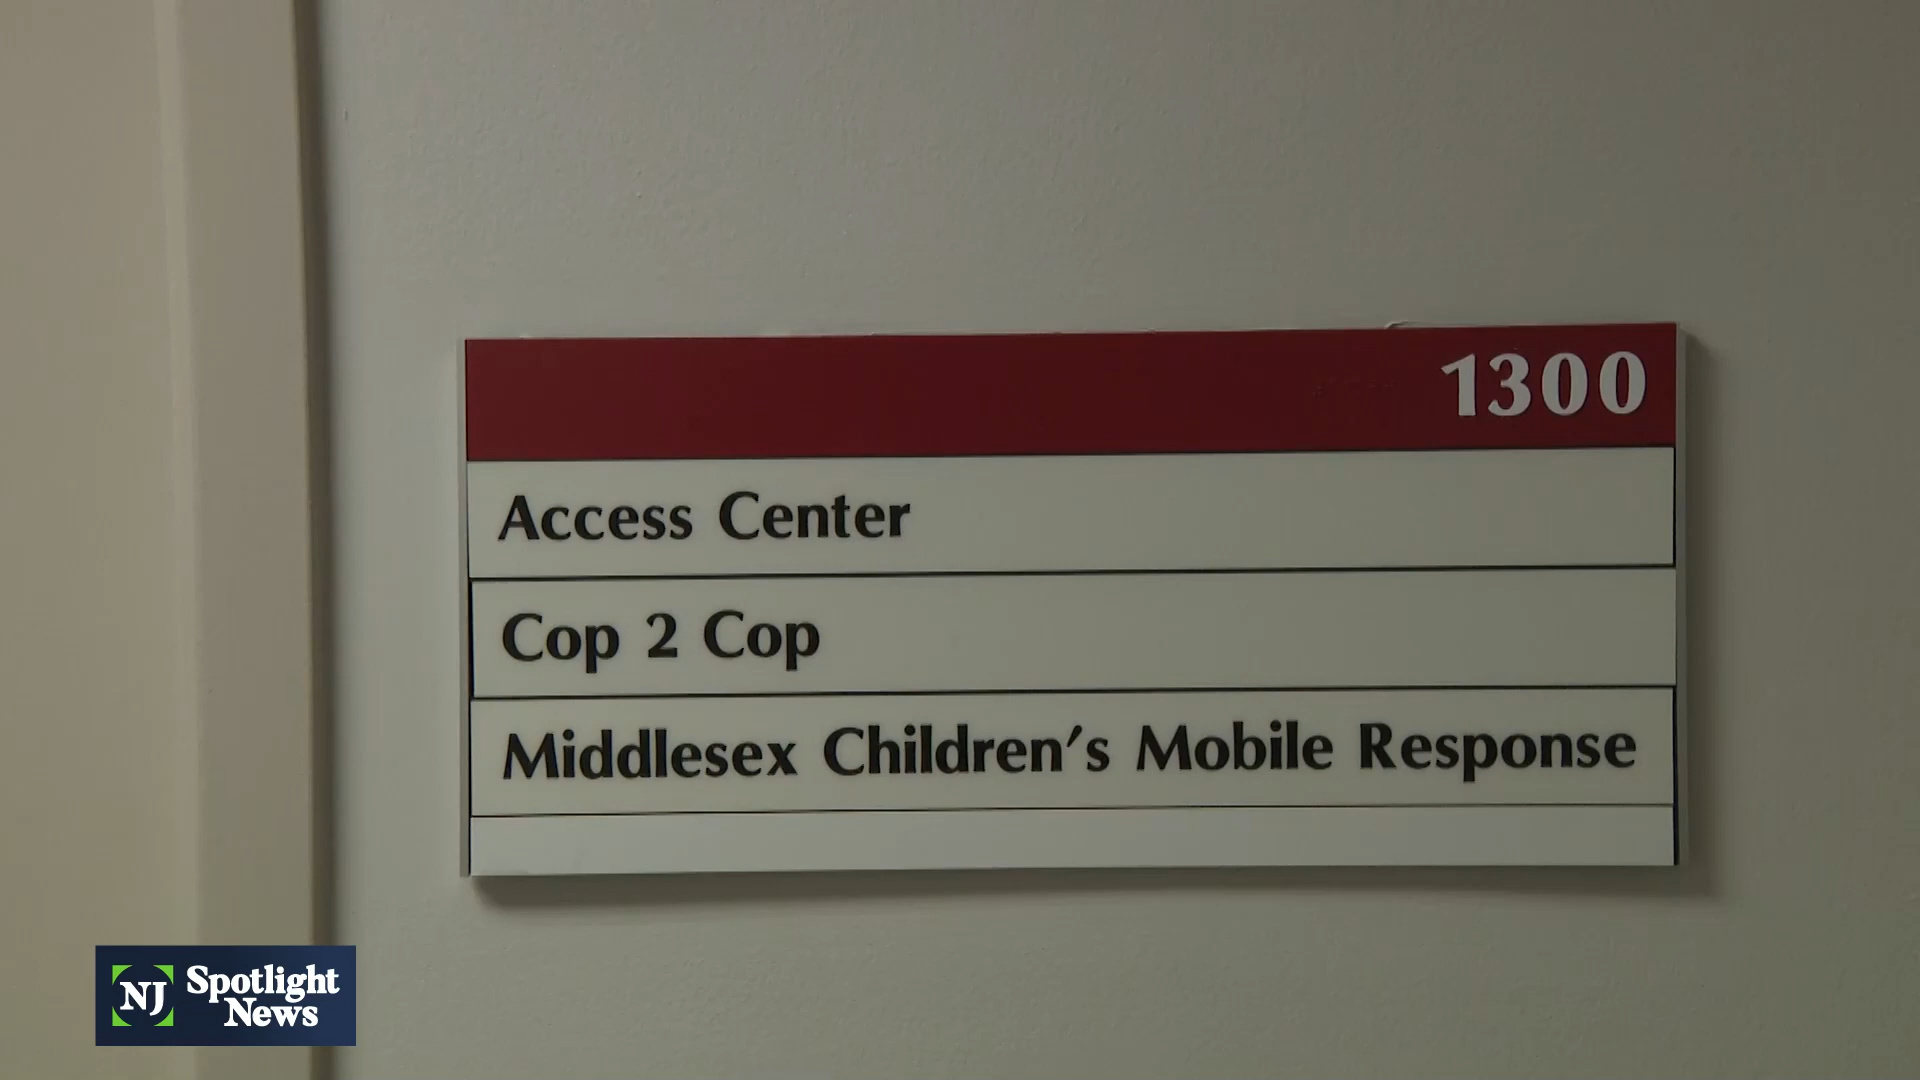 1300
Access Center
Cop 2 Cop
Middlesex Children's Mobile Response
NJ Spotlight
News